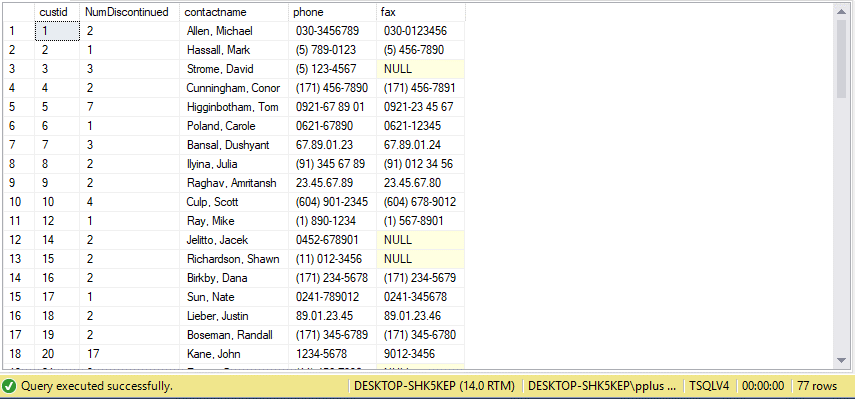 custid NumDiscontinued contactname phone fax
1 1 2 Allen, Michael 030-3456789 030-0123456
2 2 1 Hassall, Mark (5) 789-0123 (5) 456-7890
3 3 3 Strome, David (5) 123-4567 NULL
4 4 2 Cunningham, Conor (171) 456-7890 (171) 456-7891
5 5 7 Higginbotham, Tom 0921-67 89 01 0921-23 45 67
6 6 1 Poland, Carole 0621-67890 0621-12345
7 7 3 Bansal, Dushyant 67.89.01.23 67.89.01.24
8 8 2 Ilyina, Julia (91) 345 67 89 (91) 012 34 56
9 9 2 Raghav, Amritansh 23.45.67.89 23.45.67.80
10 10 4 Culp, Scott (604) 901-2345 (604) 678-9012
11 12 1 Ray, Mike (1) 890-1234 (1) 567-8901
12 14 2 Jelitto, Jacek 0452-678901 NULL
13 15 2 Richardson, Shawn (11) 012-3456 NULL
14 16 2 Birkby, Dana (171) 234-5678 (171) 234-5679
15 17 1 Sun, Nate 0241-789012 0241-345678
16 18 2 Lieber, Justin 89.01.23.45 89.01.23.46
17 19 2 Boseman, Randall (171) 345-6789 (171) 345-6780
18 20 17 Kane, John 1234-5678 9012-3456
Query executed successfully. DESKTOP-SHK5KEP (14.0 RTM) DESKTOP-SHK5KEP\pplus ... TSQLV4 00:00:00 77 rows